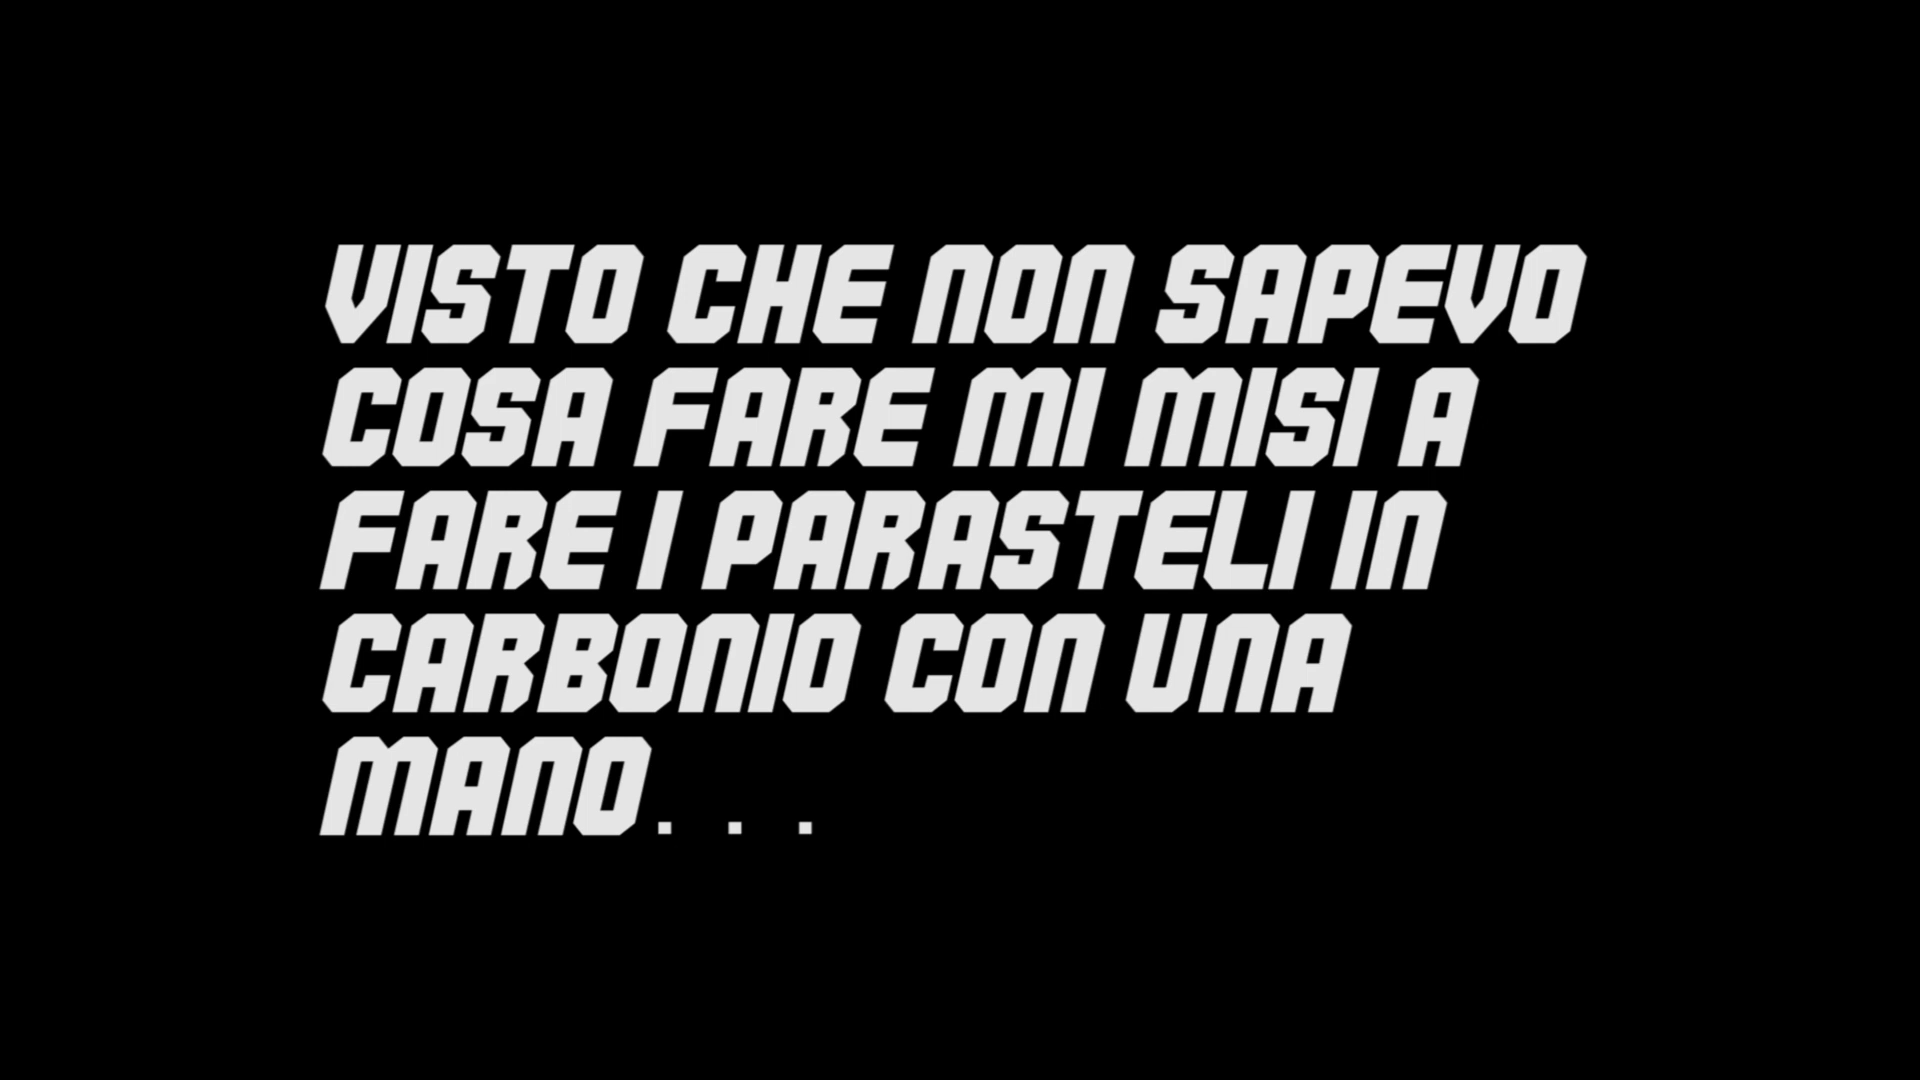 VISTO CHE NON SAPEVO
COSA FARE MI MISI A
FARE I PARASTELI IN
CARBONIO CON UNA
MANO...